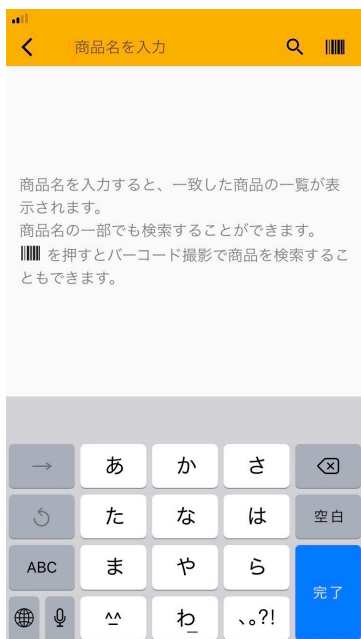 商品名を入力
商品名を入力すると、一致した商品の一覧が表
示されます。
商品名の一部でも検索することができます。
を押すとバーコード撮影で商品を検索するこ
ともできます。
→ あ か さ
た な は 空白
ABC ま や ら
完了
^^ わ_ 、。?!